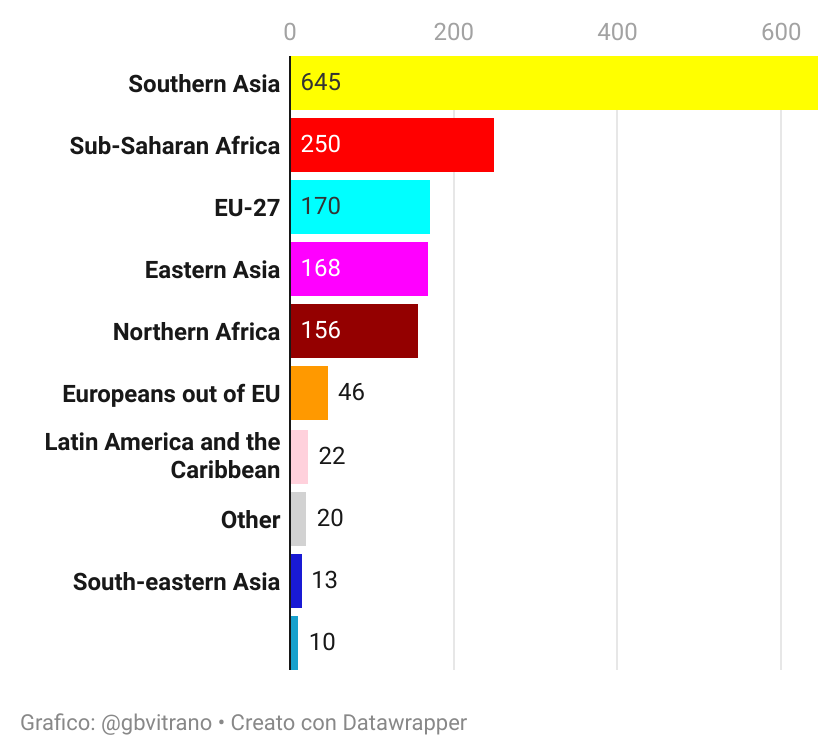 0 200 400 600
Southern Asia 645
Sub-Saharan Africa 250
EU-27 170
Eastern Asia 168
Northern Africa 156
Europeans out of EU 46
Latin America and the
Caribbean 22
Other 20
South-eastern Asia 13
10
Grafico: @gbvitrano • Creato con Datawrapper